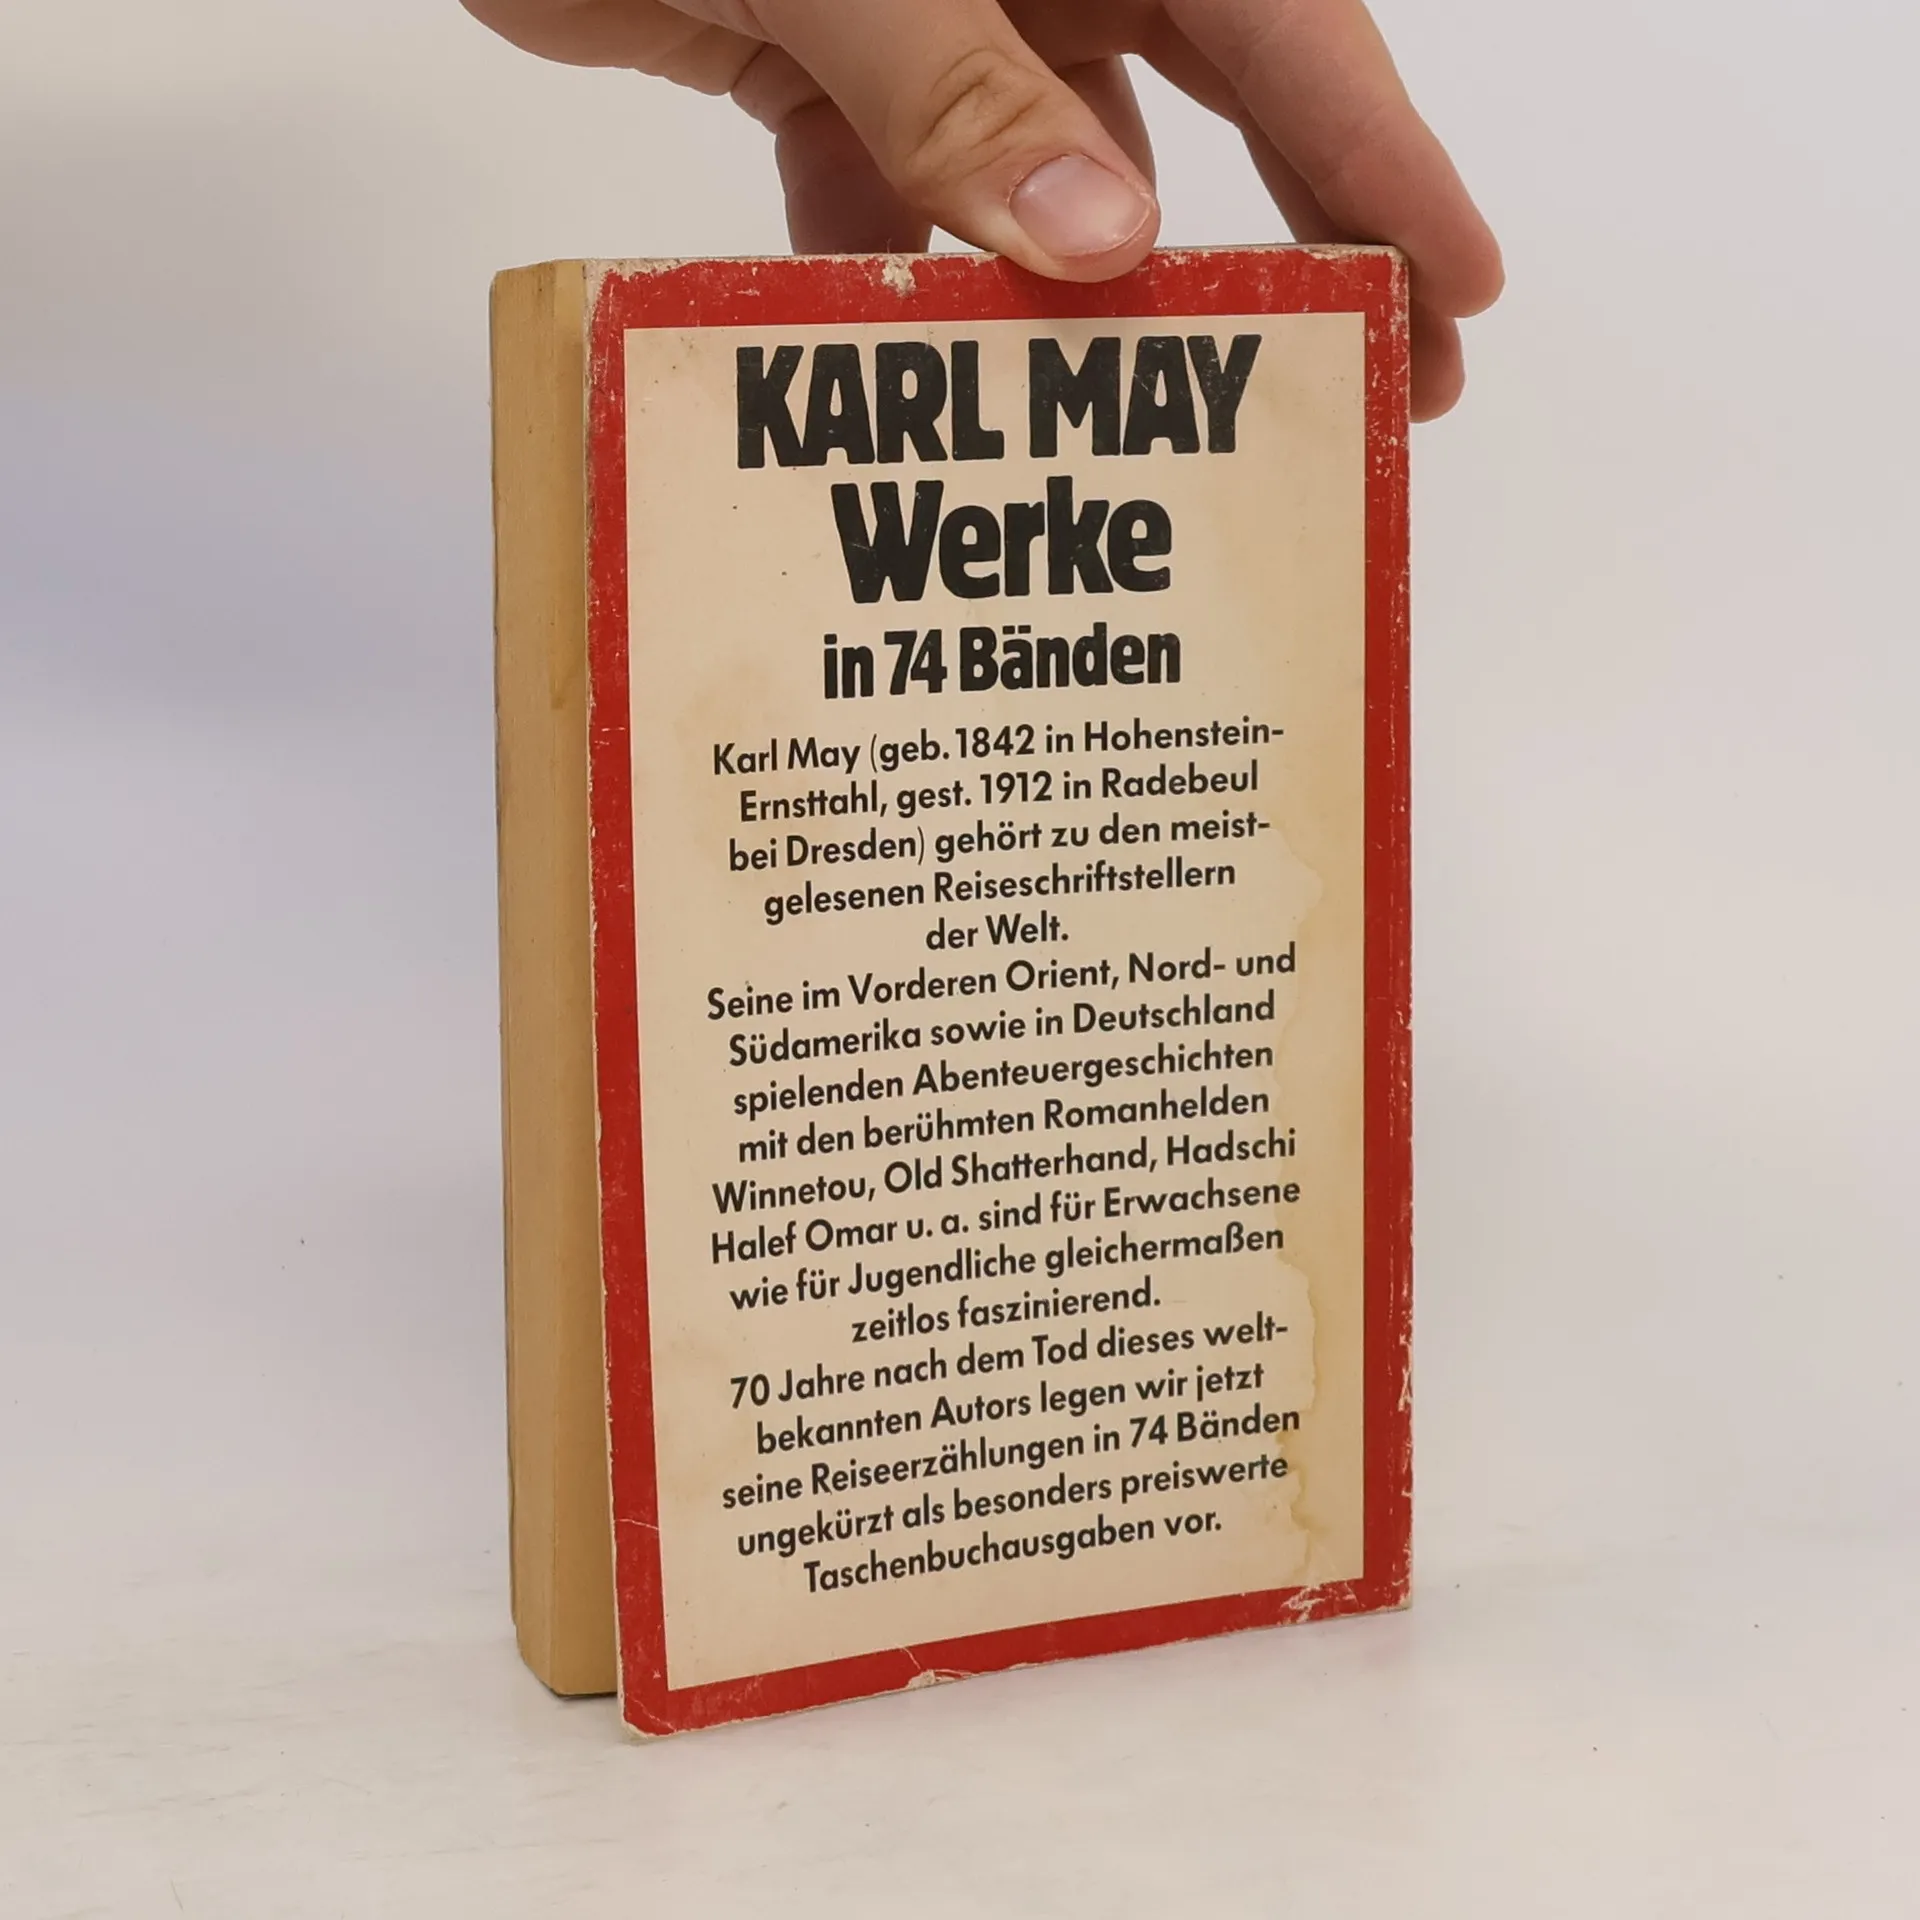 KARL MAY
Werke
in 74 Bänden
Karl May (geb. 1842 in Hohenstein-
Ernsttahl, gest. 1912 in Radebeul
bei Dresden) gehört zu den meist-
gelesenen Reiseschriftstellern
der Welt.
Seine im Vorderen Orient, Nord- und
Südamerika sowie in Deutschland
spielenden Abenteuergeschichten
mit den berühmten Romanhelden
Winnetou, Old Shatterhand, Hadschi
Halef Omar u. a. sind für Erwachsene
wie für Jugendliche gleichermaßen
zeitlos faszinierend.
70 Jahre nach dem Tod dieses welt-
bekannten Autors legen wir jetzt
seine Reiseerzählungen in 74 Bänden
ungekürzt als besonders preiswerte
Taschenbuchausgaben vor.